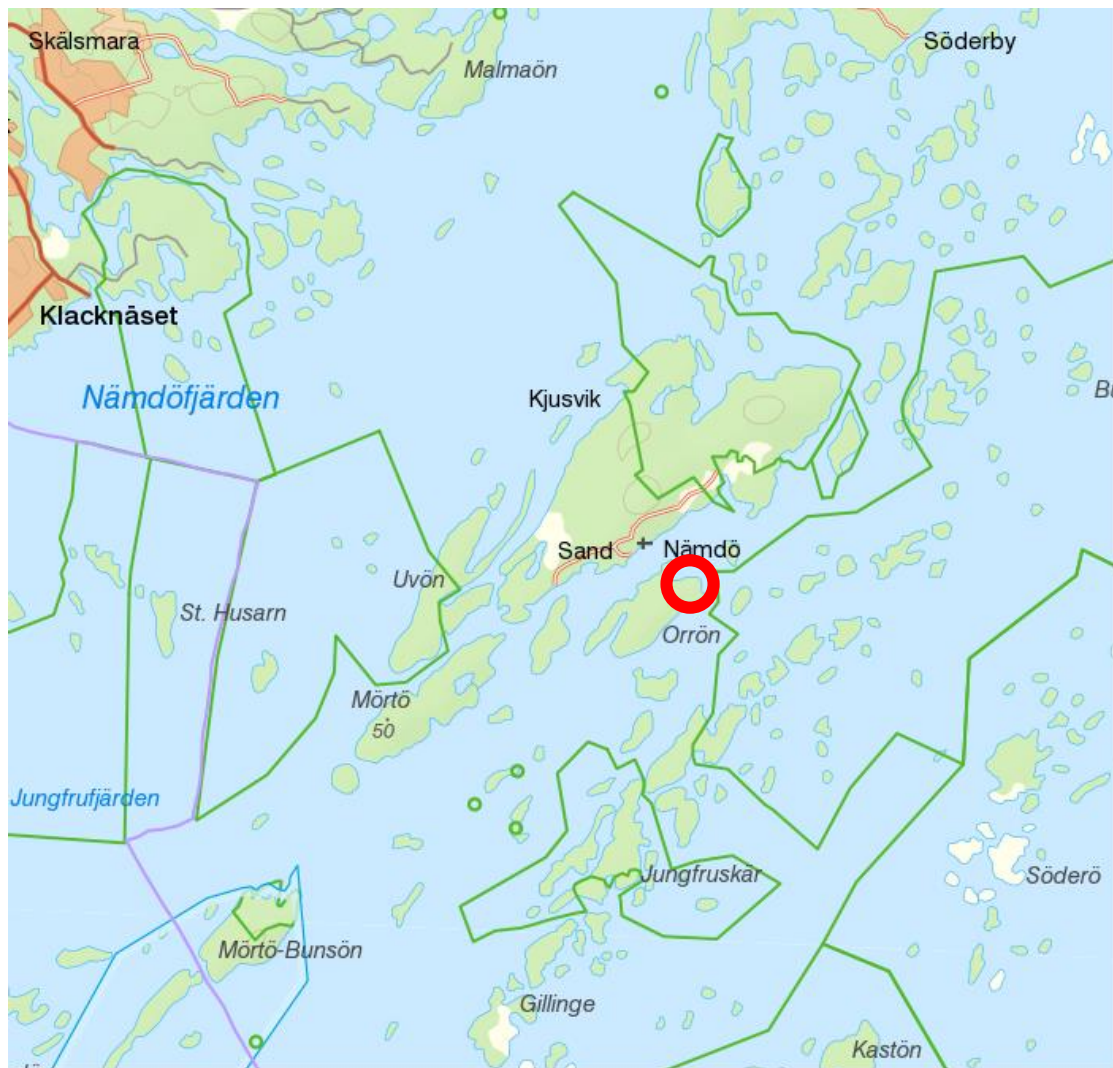 Skälsmara
Söderby
Malmaön
Klacknäset
Nämdöfjärden
Kjusvik
Sand
Nämdö
Uvön
St. Husarn
Orrön
Mörtö
50
Jungfrufjärden
Jungfruskär
Söderö
Mörtö-Bunsön
Gillinge
Kastön